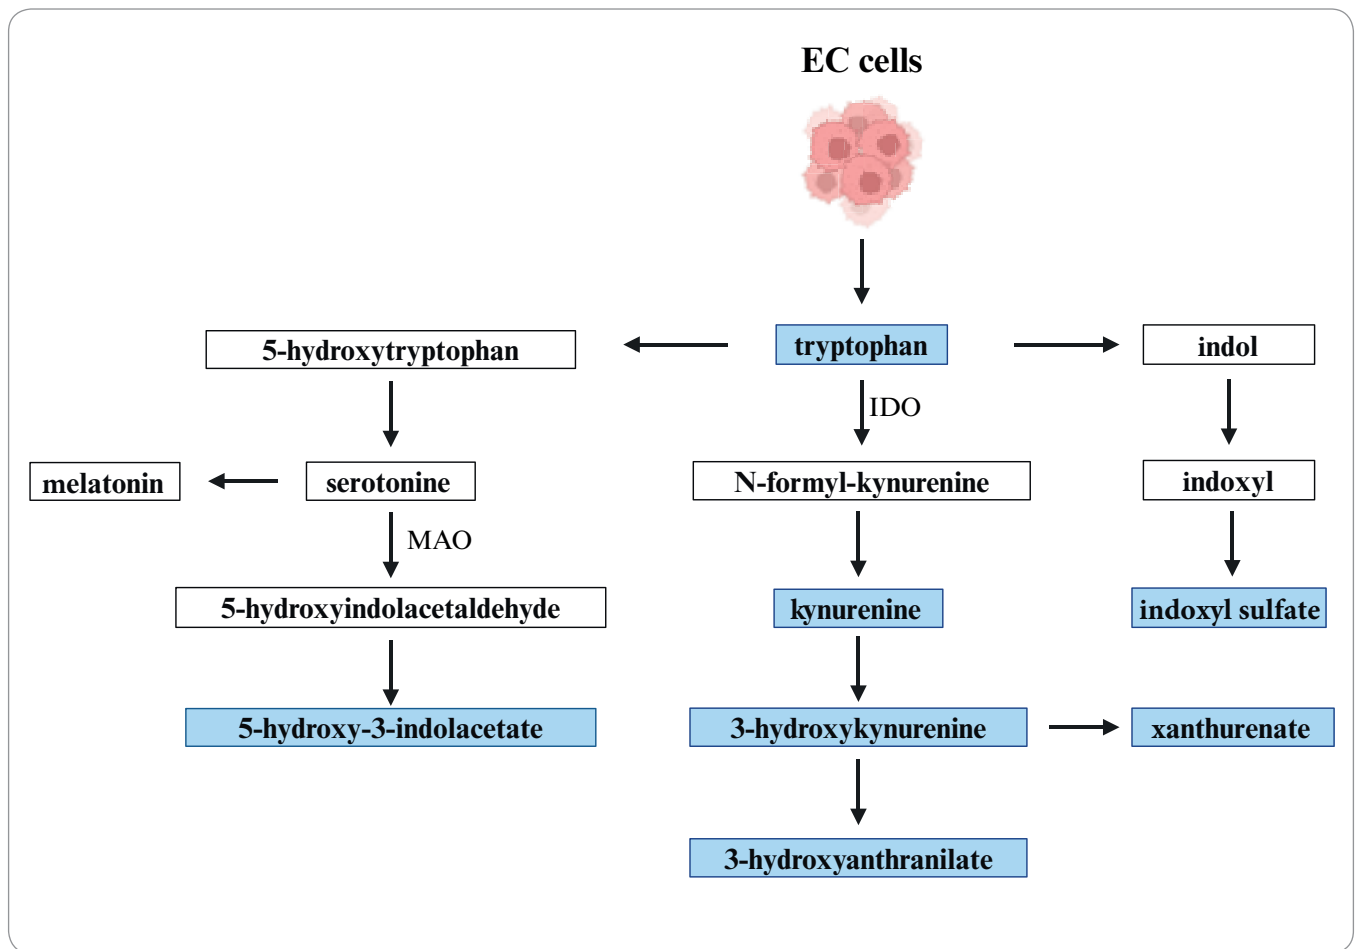 EC cells
5-hydroxytryptophan
tryptophan
indol
IDO
melatonin
serotonine
N-formyl-kynurenine
indoxyl
MAO
5-hydroxyindolacetaldehyde
kynurenine
indoxyl sulfate
5-hydroxy-3-indolacetate
3-hydroxykynurenine
xanthurenate
3-hydroxyanthranilate